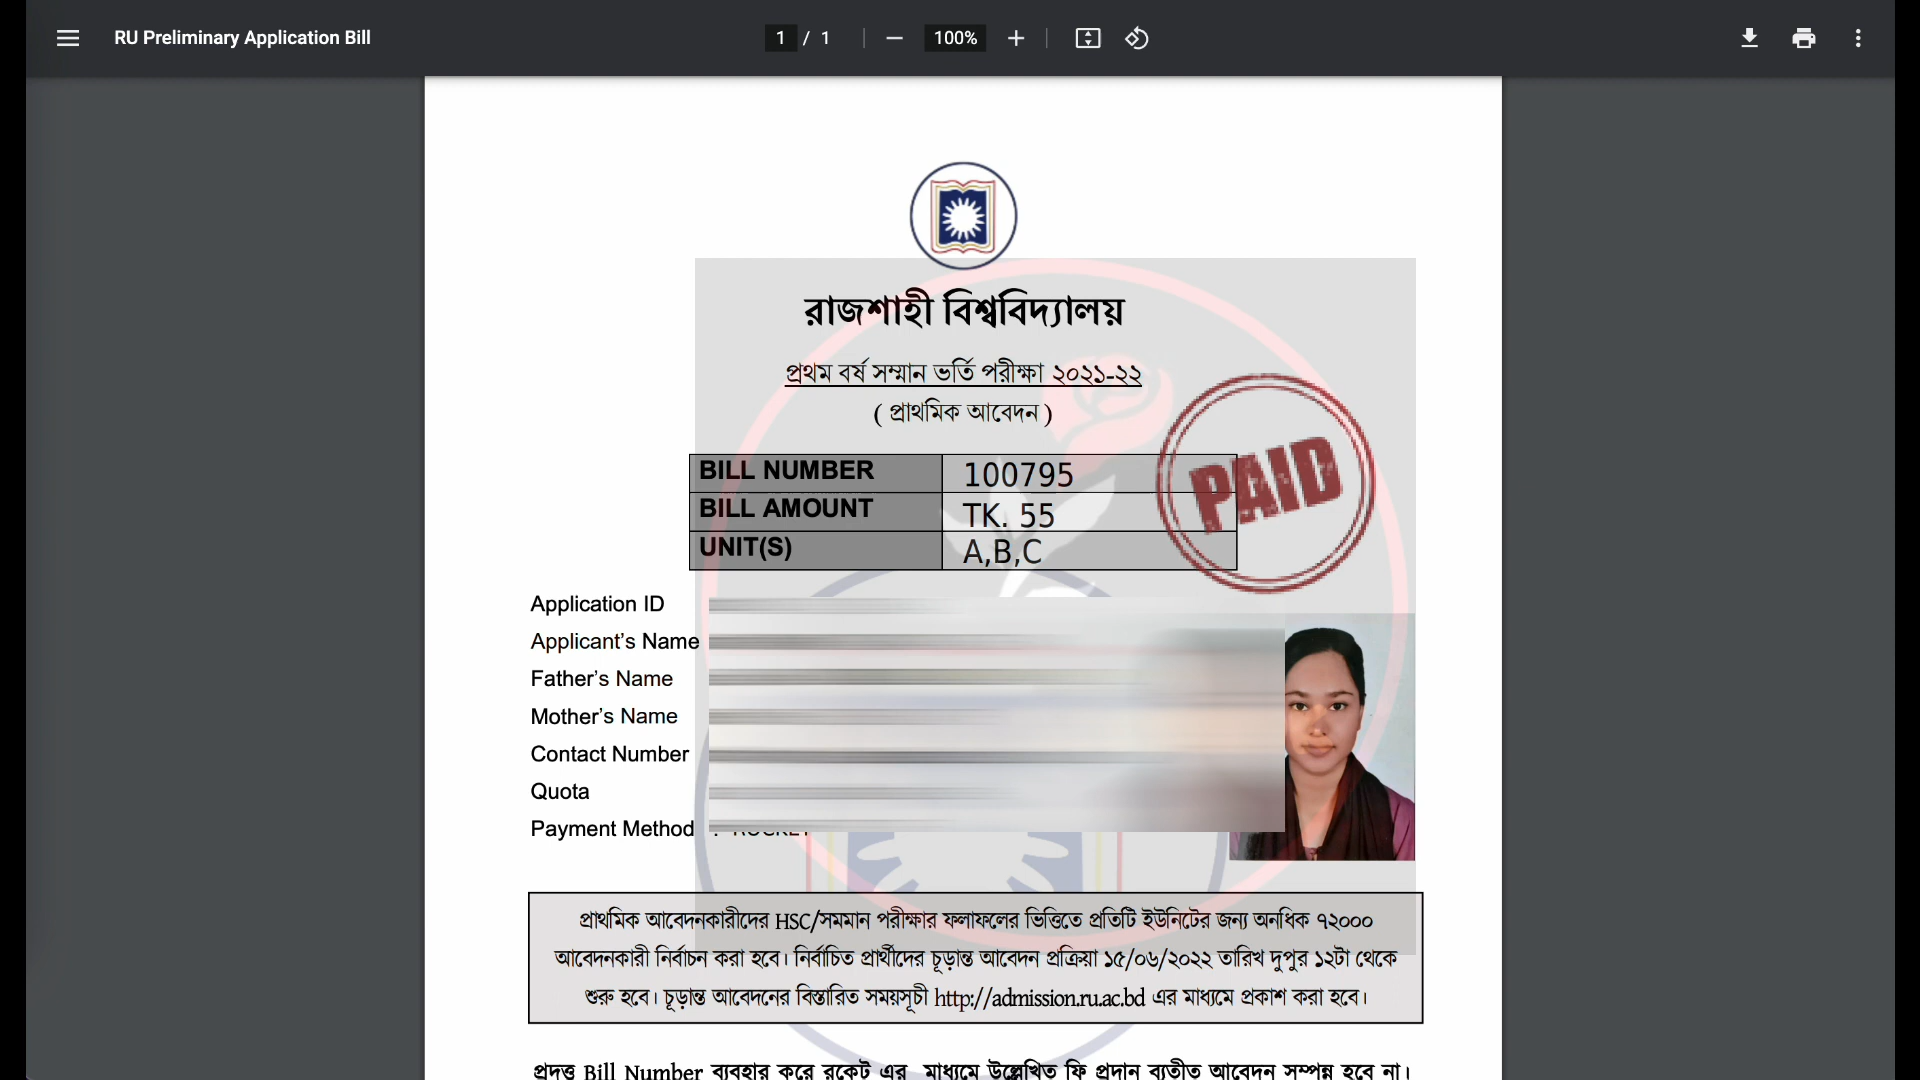 RU Preliminary Application Bill
1 / 1
100%
রাজশাহী বিশ্ববিদ্যালয়
প্রথম বর্ষ সম্মান ভর্তি পরীক্ষা ২০২১-২২
( প্রাথমিক আবেদন )
PAID
BILL NUMBER 100795
BILL AMOUNT TK. 55
UNIT(S) A,B,C
Application ID
Applicant’s Name
Father’s Name
Mother’s Name
Contact Number
Quota
Payment Method : ROCKET
প্রাথমিক আবেদনকারীদের HSC/সমমান পরীক্ষার ফলাফলের ভিত্তিতে প্রতিটি ইউনিটের জন্য অনধিক ৭২০০০
আবেদনকারী নির্বাচন করা হবে। নির্বাচিত প্রার্থীদের চূড়ান্ত আবেদন প্রক্রিয়া ১৫/০৬/২০২২ তারিখ দুপুর ১২টা থেকে
শুরু হবে। চূড়ান্ত আবেদনের বিস্তারিত সময়সূচী http://admission.ru.ac.bd এর মাধ্যমে প্রকাশ করা হবে।
প্রদত্ত Bill Number ব্যবহার করে রকেট এর মাধ্যমে উল্লেখিত ফি প্রদান ব্যতীত আবেদন সম্পন্ন হবে না।